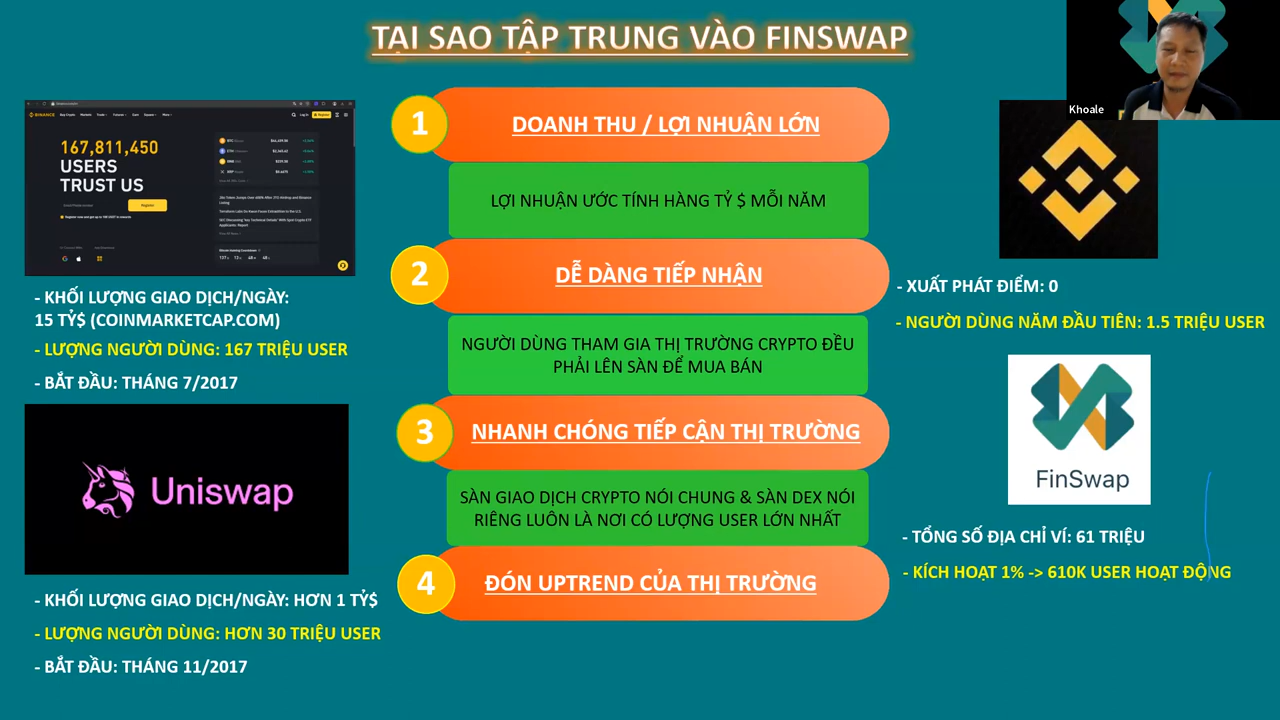 TẠI SAO TẬP TRUNG VÀO FINSWAP
Khoale
BINANCE
167,811,450
USERS
TRUST US
Register
- KHỐI LƯỢNG GIAO DỊCH/NGÀY:
15 TỶ$ (COINMARKETCAP.COM)
- LƯỢNG NGƯỜI DÙNG: 167 TRIỆU USER
- BẮT ĐẦU: THÁNG 7/2017
Uniswap
- KHỐI LƯỢNG GIAO DỊCH/NGÀY: HƠN 1 TỶ$
- LƯỢNG NGƯỜI DÙNG: HƠN 30 TRIỆU USER
- BẮT ĐẦU: THÁNG 11/2017
1
DOANH THU / LỢI NHUẬN LỚN
LỢI NHUẬN ƯỚC TÍNH HÀNG TỶ $ MỖI NĂM
2
DỄ DÀNG TIẾP NHẬN
NGƯỜI DÙNG THAM GIA THỊ TRƯỜNG CRYPTO ĐỀU
PHẢI LÊN SÀN ĐỂ MUA BÁN
3
NHANH CHÓNG TIẾP CẬN THỊ TRƯỜNG
SÀN GIAO DỊCH CRYPTO NÓI CHUNG & SÀN DEX NÓI
RIÊNG LUÔN LÀ NƠI CÓ LƯỢNG USER LỚN NHẤT
4
ĐÓN UPTREND CỦA THỊ TRƯỜNG
- XUẤT PHÁT ĐIỂM: 0
- NGƯỜI DÙNG NĂM ĐẦU TIÊN: 1.5 TRIỆU USER
FinSwap
- TỔNG SỐ ĐỊA CHỈ VÍ: 61 TRIỆU
- KÍCH HOẠT 1% -> 610K USER HOẠT ĐỘNG